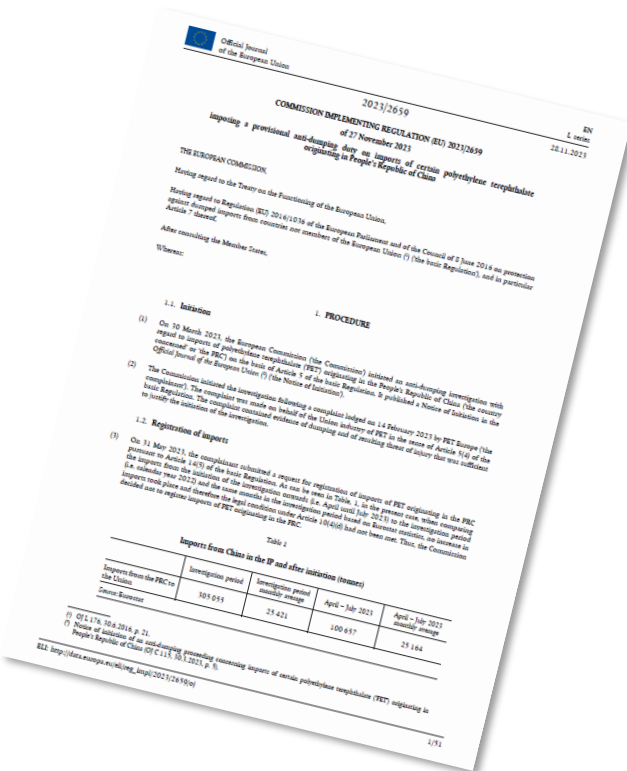 Official Journal
of the European Union
EN
L series
2023/2659
28.11.2023
COMMISSION IMPLEMENTING REGULATION (EU) 2023/2659
of 27 November 2023
imposing a provisional anti-dumping duty on imports of certain polyethylene terephthalate
originating in People's Republic of China
THE EUROPEAN COMMISSION,
Having regard to the Treaty on the Functioning of the European Union,
Having regard to Regulation (EU) 2016/1036 of the European Parliament and of the Council of 8 June 2016 on protection
against dumped imports from countries not members of the European Union (¹) ('the basic Regulation'), and in particular
Article 7 thereof,
After consulting the Member States,
Whereas:
1. PROCEDURE
1.1. Initiation
(1) On 30 March 2023, the European Commission ('the Commission') initiated an anti-dumping investigation with
regard to imports of polyethylene terephthalate ('PET') originating in the People's Republic of China ('the country
concerned' or 'the PRC') on the basis of Article 5 of the basic Regulation. It published a Notice of Initiation in the
Official Journal of the European Union (²) ('the Notice of Initiation').
(2) The Commission initiated the investigation following a complaint lodged on 14 February 2023 by PET Europe ('the
complainant'). The complaint was made on behalf of the Union industry of PET in the sense of Article 5(4) of the
basic Regulation. The complaint contained evidence of dumping and of resulting threat of injury that was sufficient
to justify the initiation of the investigation.
1.2. Registration of imports
(3) On 31 May 2023, the complainant submitted a request for registration of imports of PET originating in the PRC
pursuant to Article 14(5) of the basic Regulation. As can be seen in Table, 1, in the present case, when comparing
the imports from the initiation of the investigation onwards (i.e. April until July 2023) to the investigation period
(i.e. calendar year 2022) and the same months in the investigation period based on Eurostat statistics, no increase in
imports took place and therefore the legal condition under Article 10(4)(d) had not been met. Thus, the Commission
decided not to register imports of PET originating in the PRC.
Table 1
Imports from China in the IP and after initiation (tonnes)
Investigation period
Investigation period
monthly average
April – July 2023
April – July 2023
monthly average
Imports from the PRC to
the Union
305 055
25 421
100 657
25 164
Source: Eurostat
(¹) OJ L 176, 30.6.2016, p. 21.
(²) Notice of initiation of an anti-dumping proceeding concerning imports of certain polyethylene terephthalate ('PET') originating in
People's Republic of China (OJ C 115, 30.3.2023, p. 5).
ELI: http://data.europa.eu/eli/reg_impl/2023/2659/oj
1/51